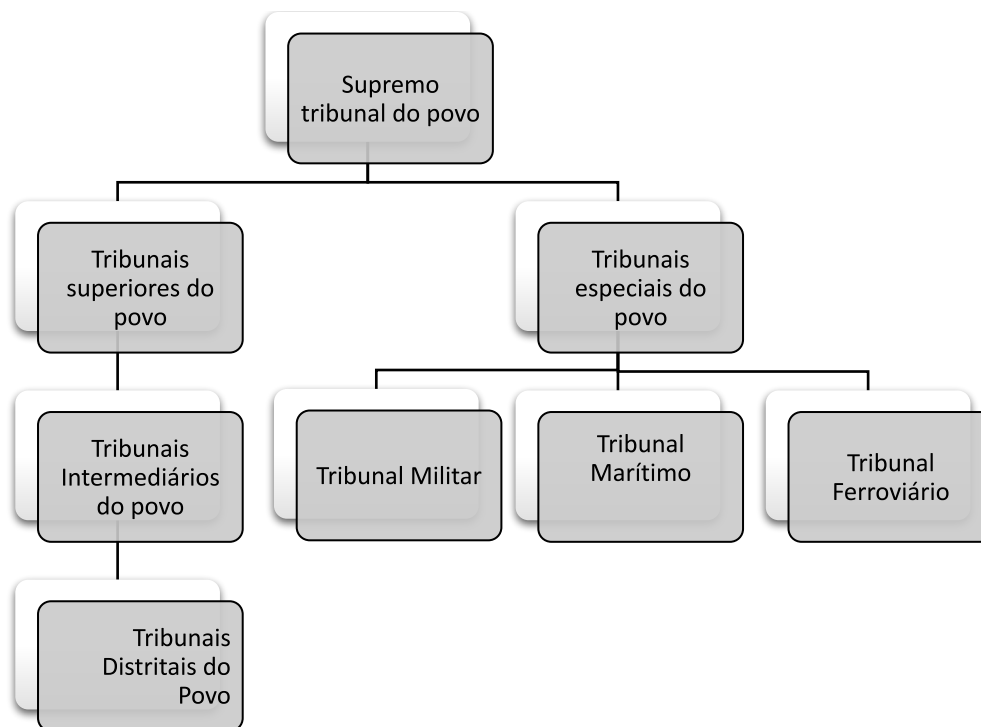 Supremo
tribunal do povo
Tribunais
superiores do
povo
Tribunais
especiais do
povo
Tribunais
Intermediários
do povo
Tribunal Militar
Tribunal
Marítimo
Tribunal
Ferroviário
Tribunais
Distritais do
Povo